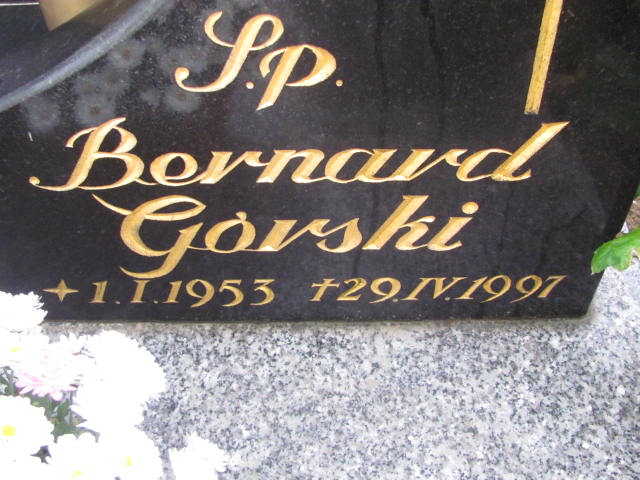 Ś.p.
Bernard
Górski
✦ 1.I.1953 ✝29.IV.1997